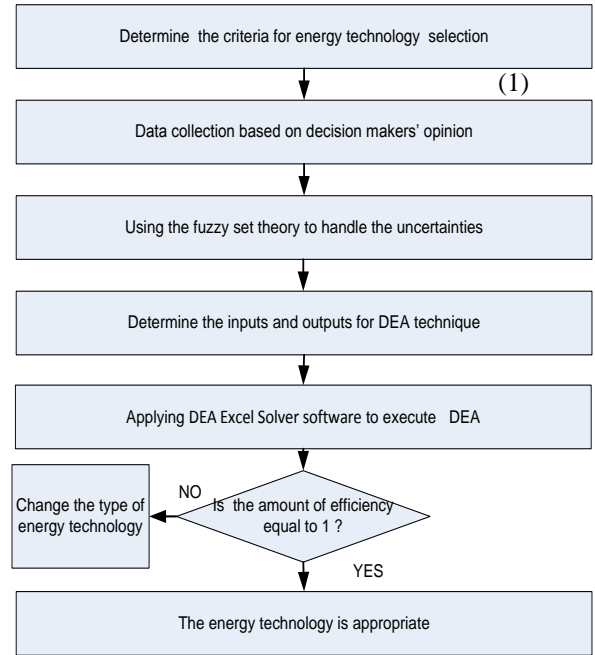 Determine the criteria for energy technology selection
(1)
Data collection based on decision makers' opinion
Using the fuzzy set theory to handle the uncertainties
Determine the inputs and outputs for DEA technique
Applying DEA Excel Solver software to execute DEA
NO
Change the type of
energy technology
Is the amount of efficiency
equal to 1 ?
YES
The energy technology is appropriate